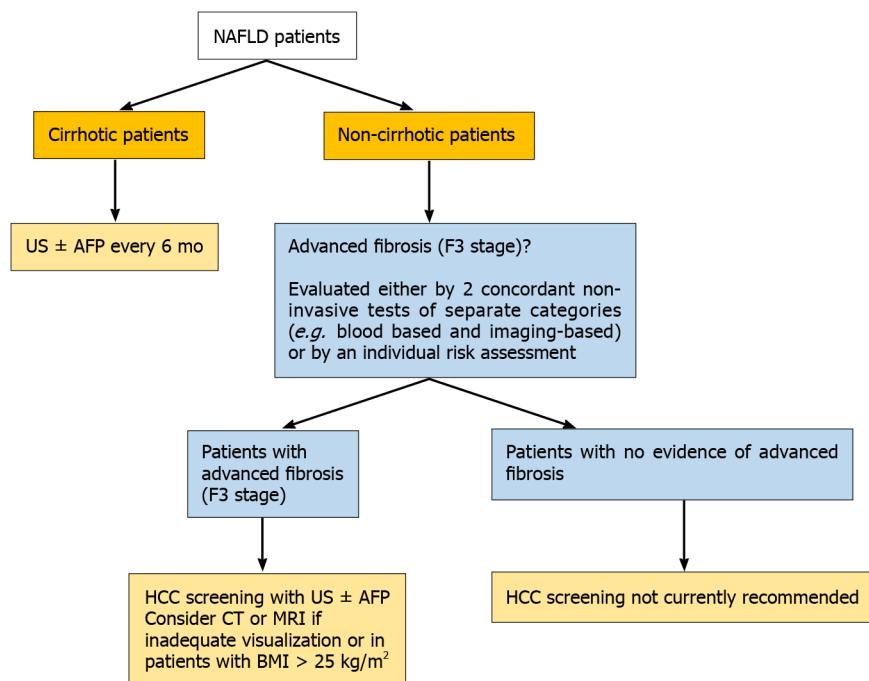 NAFLD patients
Cirrhotic patients
Non-cirrhotic patients
US ± AFP every 6 mo
Advanced fibrosis (F3 stage)?
Evaluated either by 2 concordant non-
invasive tests of separate categories
(e.g. blood based and imaging-based)
or by an individual risk assessment
Patients with
advanced fibrosis
(F3 stage)
Patients with no evidence of advanced
fibrosis
HCC screening with US ± AFP
Consider CT or MRI if
inadequate visualization or in
patients with BMI > 25 kg/m²
HCC screening not currently recommended